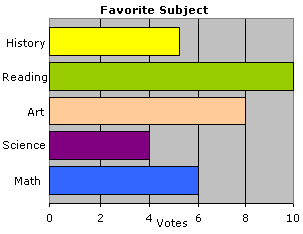 Favorite Subject
History
Reading
Art
Science
Math
0 2 4 6 8 10
Votes